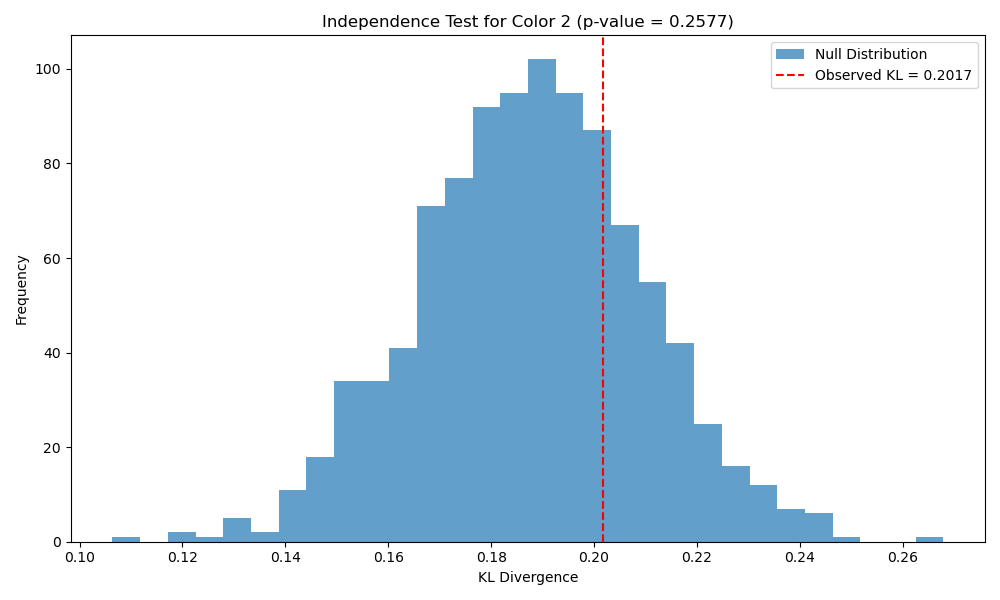 Independence Test for Color 2 (p-value = 0.2577)
Null Distribution
Observed KL = 0.2017
Frequency
100
80
60
40
20
0
0.10 0.12 0.14 0.16 0.18 0.20 0.22 0.24 0.26
KL Divergence